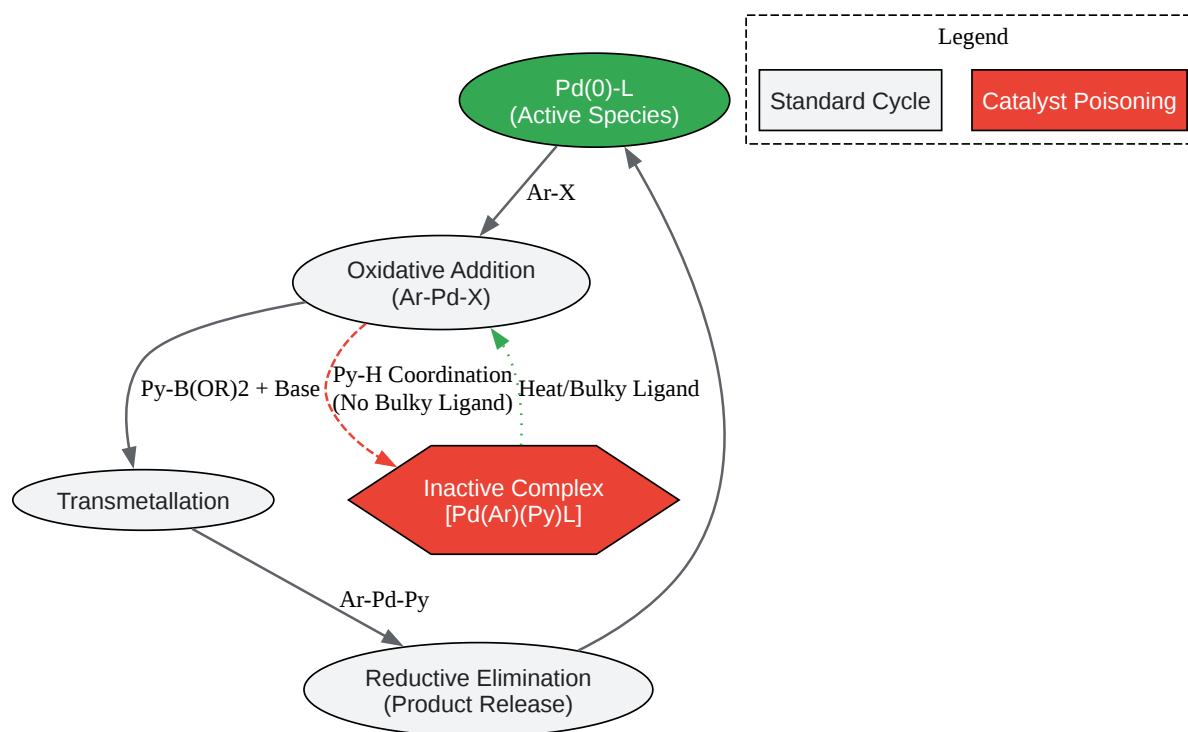 Legend
Standard Cycle
Catalyst Poisoning
Pd(0)-L
(Active Species)
Ar-X
Oxidative Addition
(Ar-Pd-X)
Py-B(OR)2 + Base
Py-H Coordination
(No Bulky Ligand)
Heat/Bulky Ligand
Inactive Complex
[Pd(Ar)(Py)L]
Transmetallation
Ar-Pd-Py
Reductive Elimination
(Product Release)